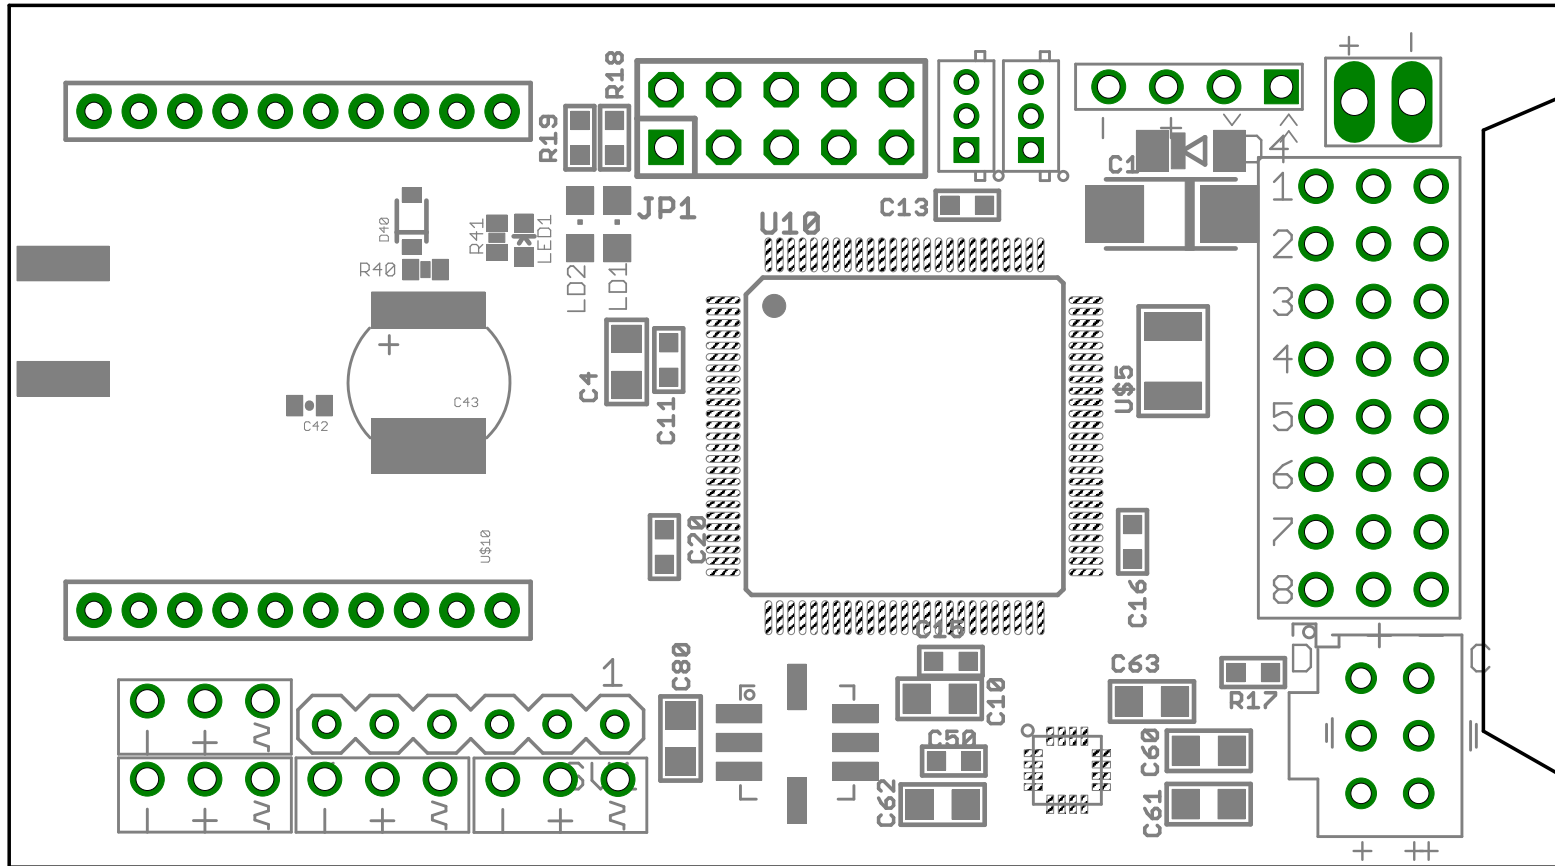 R18
R19
JP1
+ −
− +
C1
4
C13
U10
D40
R41
LED1
R40
LD2
LD1
+
C43
C42
C4
C11
U$5
1
2
3
4
5
6
7
8
C20
U$10
C16
C15
C80
C10
C63
R17
D
+
−
C
1
C50
C62
C60
C61
− +
− +
− +
− +
+ ++